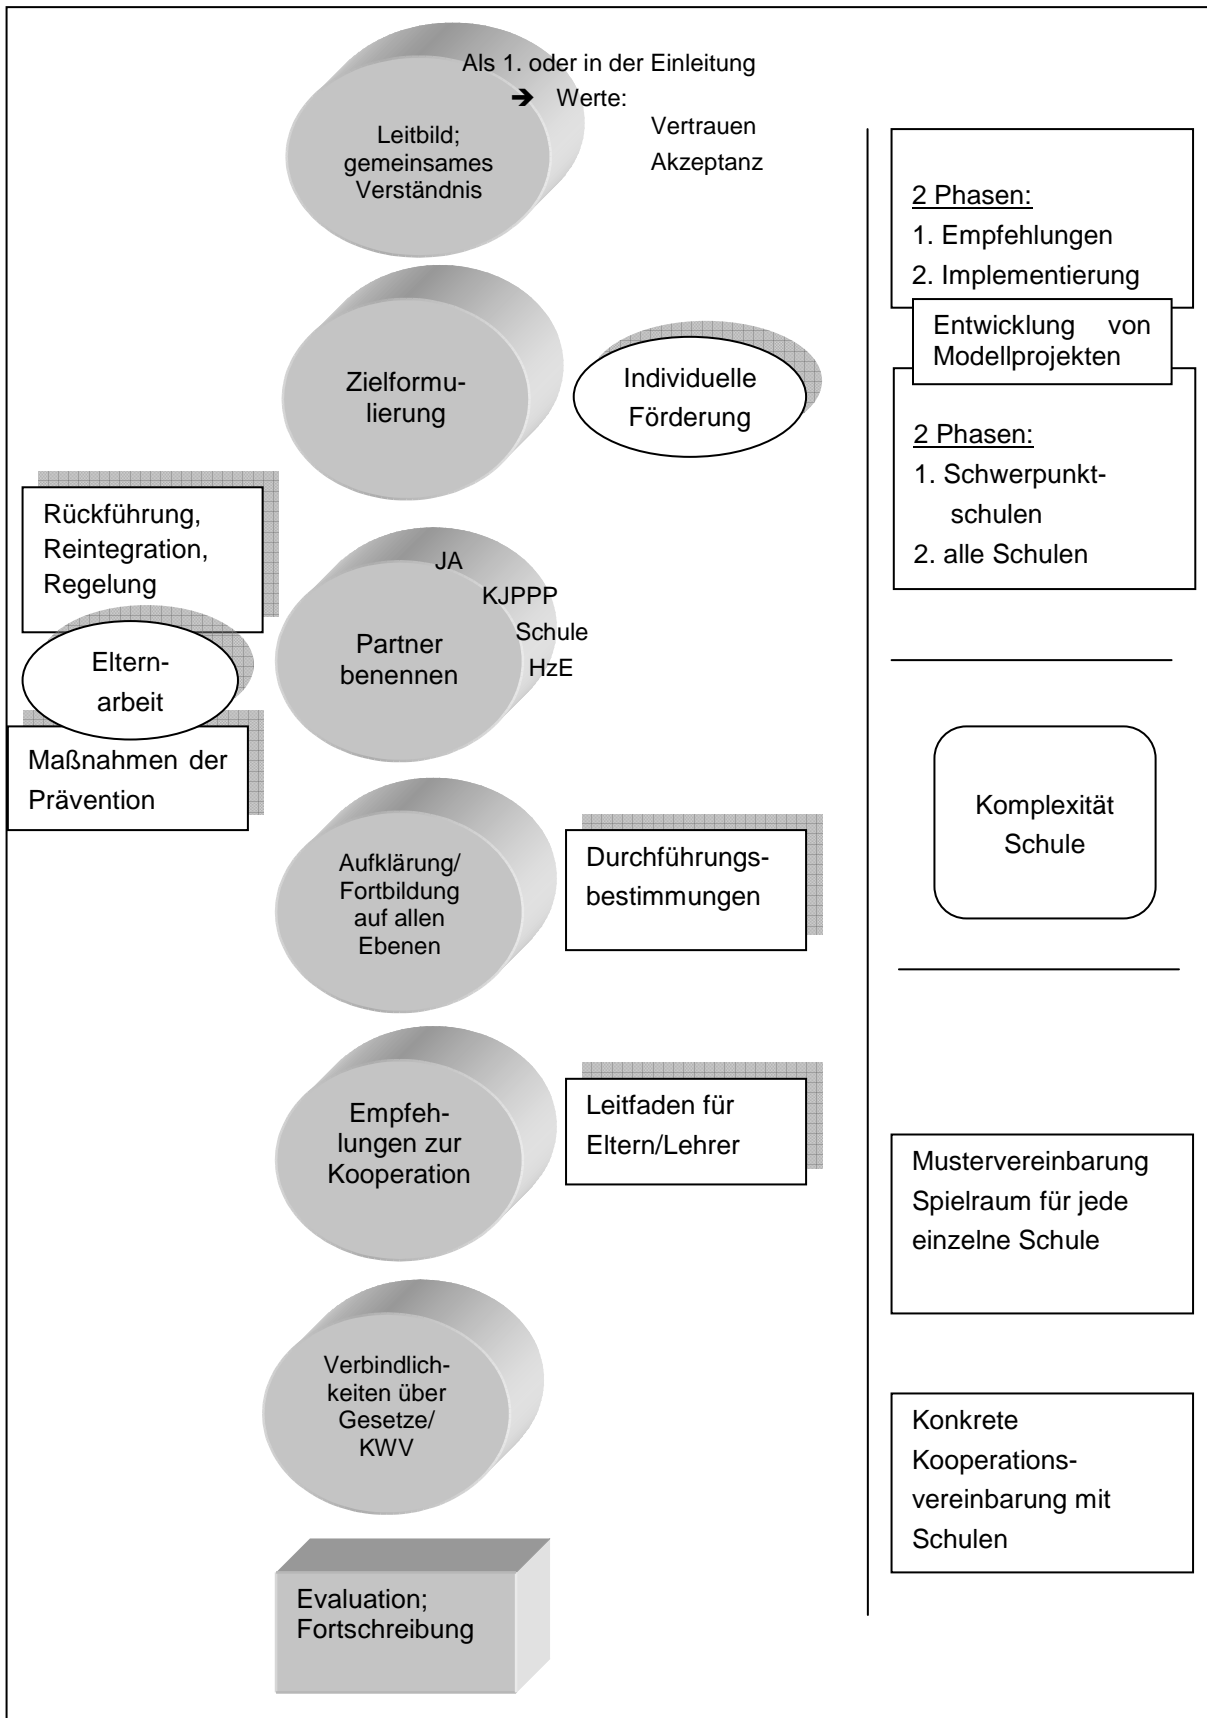 Als 1. oder in der Einleitung
➔ Werte:
Vertrauen
Akzeptanz
Leitbild;
gemeinsames
Verständnis
Zielformu-
lierung
Individuelle
Förderung
Rückführung,
Reintegration,
Regelung
Eltern-
arbeit
Maßnahmen der
Prävention
JA
KJPPP
Schule
HzE
Partner
benennen
Aufklärung/
Fortbildung
auf allen
Ebenen
Durchführungs-
bestimmungen
Empfeh-
lungen zur
Kooperation
Leitfaden für
Eltern/Lehrer
Verbindlich-
keiten über
Gesetze/
KWV
Evaluation;
Fortschreibung
2 Phasen:
1. Empfehlungen
2. Implementierung
Entwicklung von
Modellprojekten
2 Phasen:
1. Schwerpunkt-
schulen
2. alle Schulen
Komplexität
Schule
Mustervereinbarung
Spielraum für jede
einzelne Schule
Konkrete
Kooperations-
vereinbarung mit
Schulen